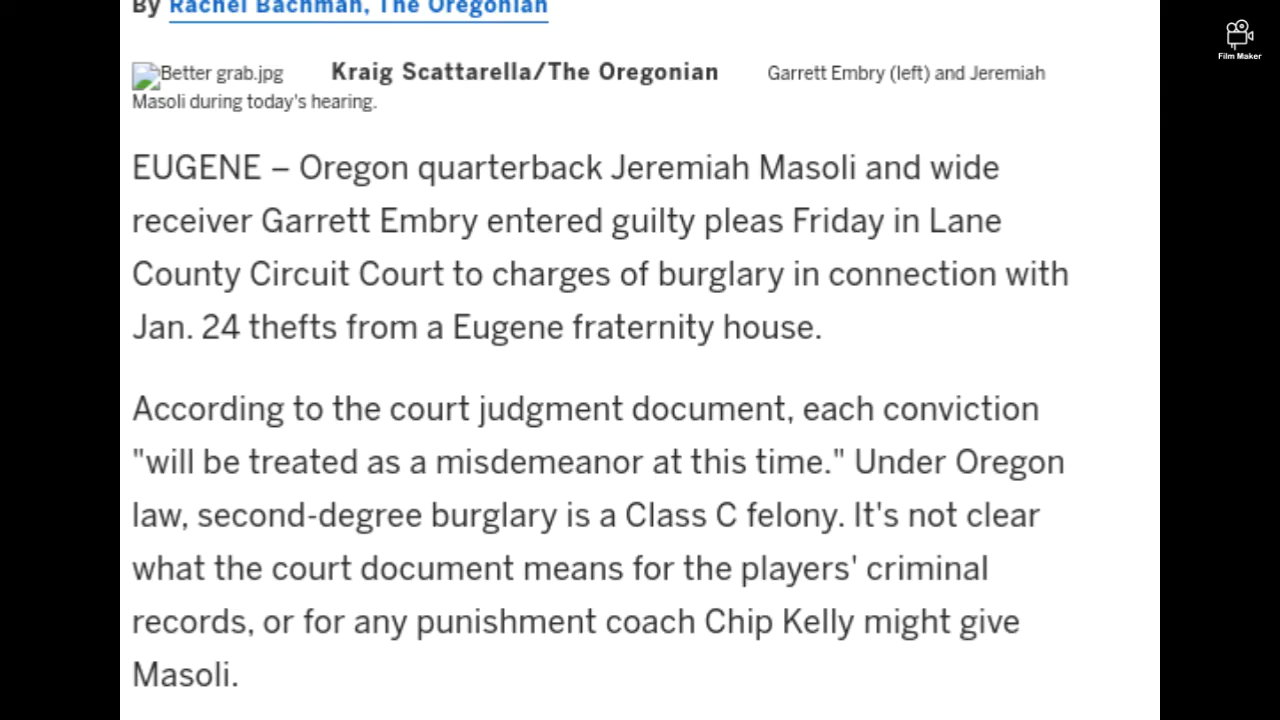 By Rachel Bachman, The Oregonian
Film Maker
Better grab.jpg Kraig Scattarella/The Oregonian Garrett Embry (left) and Jeremiah
Masoli during today's hearing.
EUGENE – Oregon quarterback Jeremiah Masoli and wide
receiver Garrett Embry entered guilty pleas Friday in Lane
County Circuit Court to charges of burglary in connection with
Jan. 24 thefts from a Eugene fraternity house.
According to the court judgment document, each conviction
"will be treated as a misdemeanor at this time." Under Oregon
law, second-degree burglary is a Class C felony. It's not clear
what the court document means for the players' criminal
records, or for any punishment coach Chip Kelly might give
Masoli.